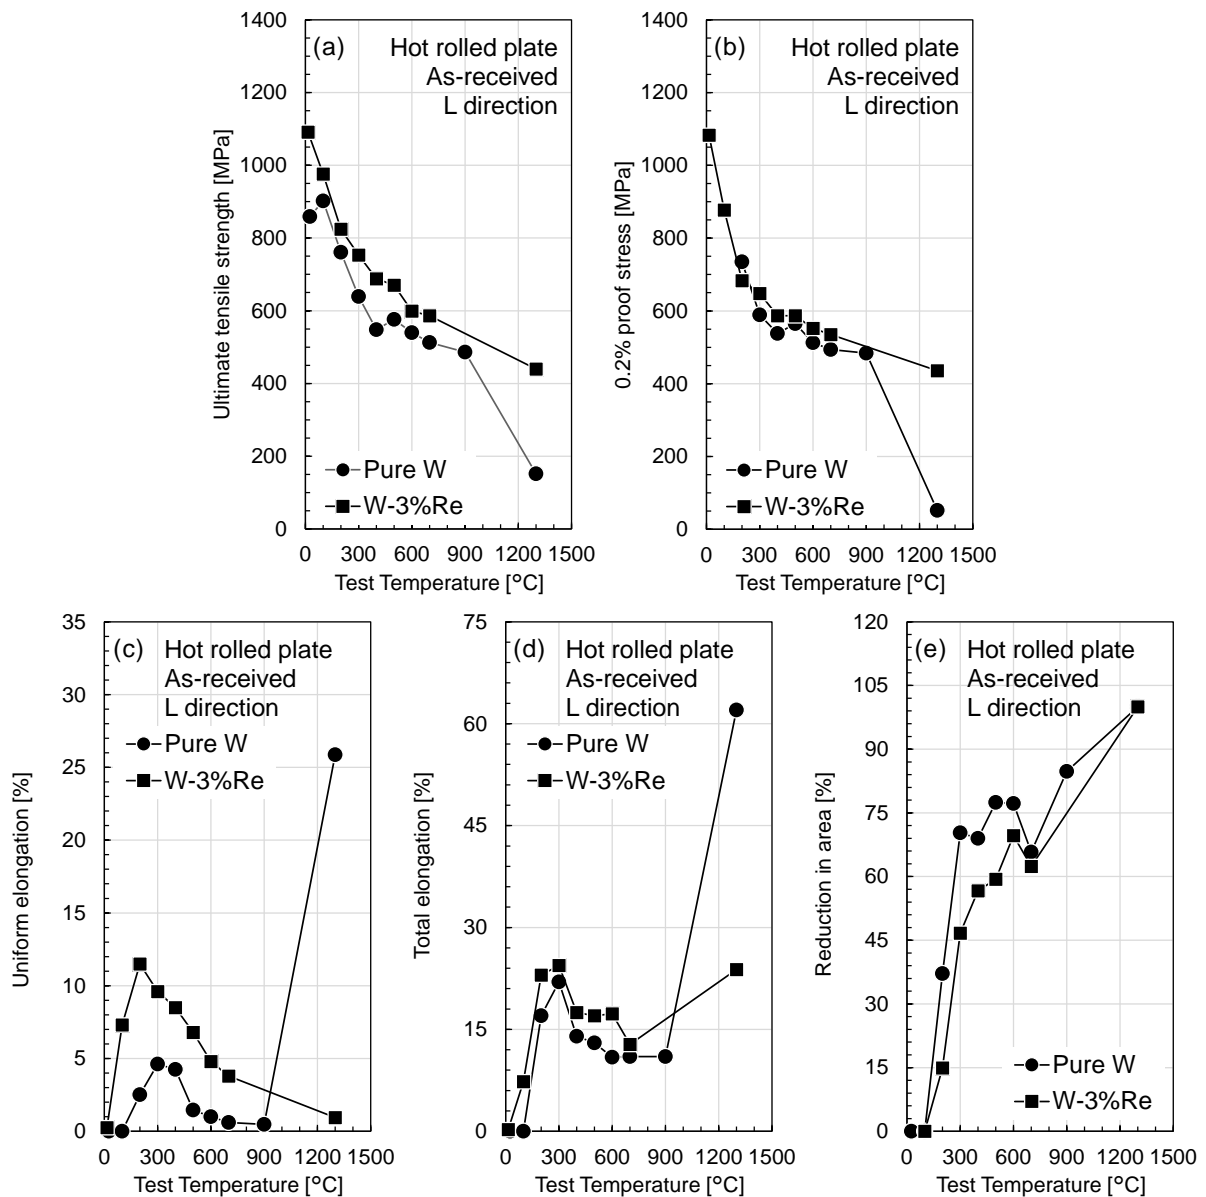 (a) Hot rolled plate
As-received
L direction
Ultimate tensile strength [MPa]
1400
1200
1000
800
600
400
200
0
Pure W
W-3%Re
0 300 600 900 1200 1500
Test Temperature [°C]
(b) Hot rolled plate
As-received
L direction
0.2% proof stress [MPa]
1400
1200
1000
800
600
400
200
0
Pure W
W-3%Re
0 300 600 900 1200 1500
Test Temperature [°C]
(c) Hot rolled plate
As-received
L direction
Pure W
W-3%Re
Uniform elongation [%]
35
30
25
20
15
10
5
0
0 300 600 900 1200 1500
Test Temperature [°C]
(d) Hot rolled plate
As-received
L direction
Pure W
W-3%Re
Total elongation [%]
75
60
45
30
15
0
0 300 600 900 1200 1500
Test Temperature [°C]
(e) Hot rolled plate
As-received
L direction
Reduction in area [%]
120
105
90
75
60
45
30
15
0
Pure W
W-3%Re
0 300 600 900 1200 1500
Test Temperature [°C]